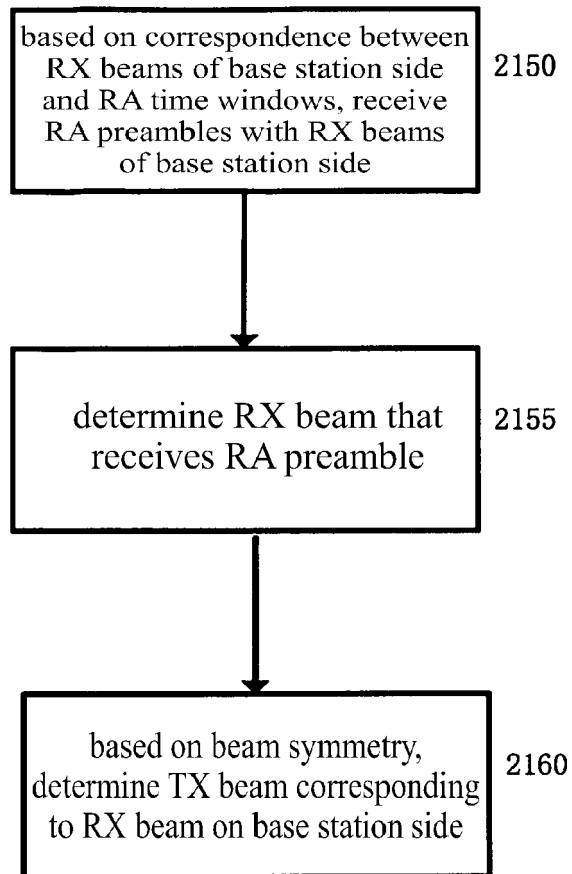 based on correspondence between
RX beams of base station side
and RA time windows, receive
RA preambles with RX beams
of base station side
2150
determine RX beam that
receives RA preamble
2155
based on beam symmetry,
determine TX beam corresponding
to RX beam on base station side
2160